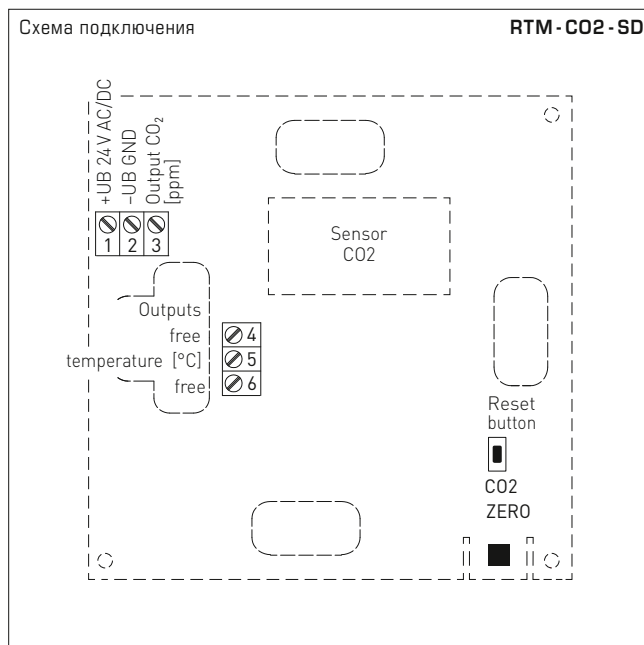 Схема подключения
RTM-CO2-SD
+UB 24V AC/DC
–UB GND
Output CO₂
[ppm]
1 2 3
Sensor
CO2
Outputs
free 4
temperature [°C] 5
free 6
Reset
button
CO2
ZERO